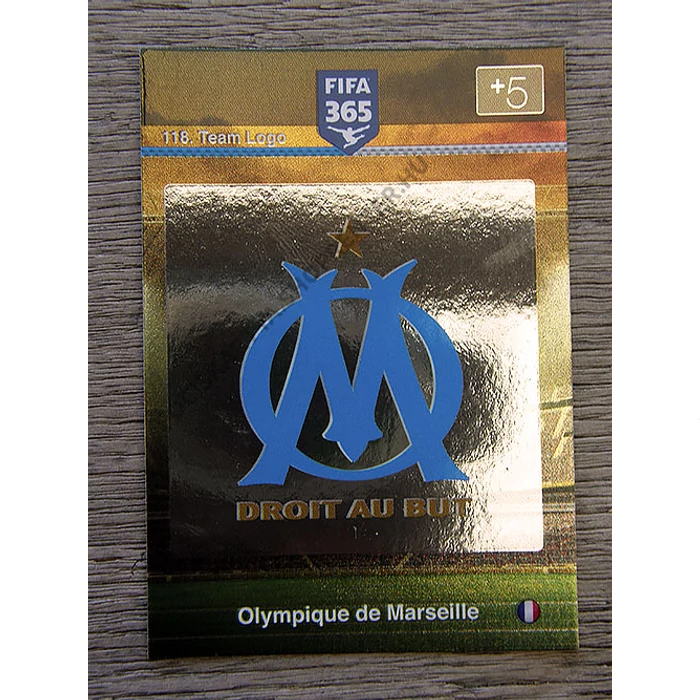 FIFA
365
+5
118. Team Logo
DROIT AU BUT
Olympique de Marseille